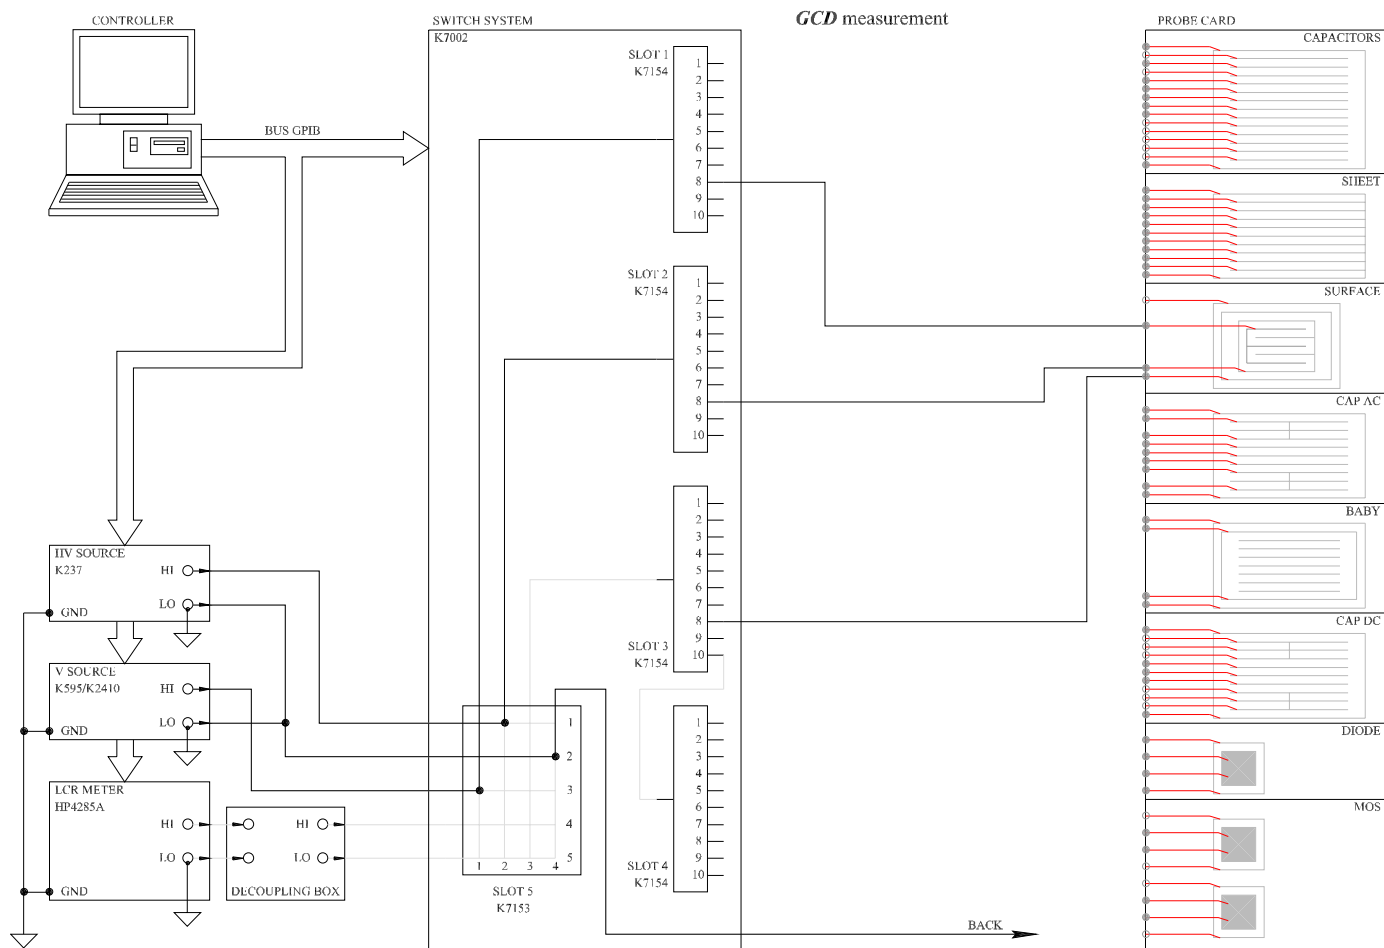 GCD measurement
CONTROLLER
BUS GPIB
SWITCH SYSTEM
K7002
SLOT 1
K7154
1
2
3
4
5
6
7
8
9
10
SLOT 2
K7154
1
2
3
4
5
6
7
8
9
10
1
2
3
4
5
6
7
8
9
10
SLOT 3
K7154
1
2
3
4
5
6
7
8
9
10
SLOT 4
K7154
HV SOURCE
K237
HI
LO
GND
V SOURCE
K595/K2410
HI
LO
GND
LCR METER
HP4285A
HI
LO
GND
HI
LO
DECOUPLING BOX
1
2
3
4
5
1 2 3 4
SLOT 5
K7153
BACK
PROBE CARD
CAPACITORS
SHEET
SURFACE
CAP AC
BABY
CAP DC
DIODE
MOS